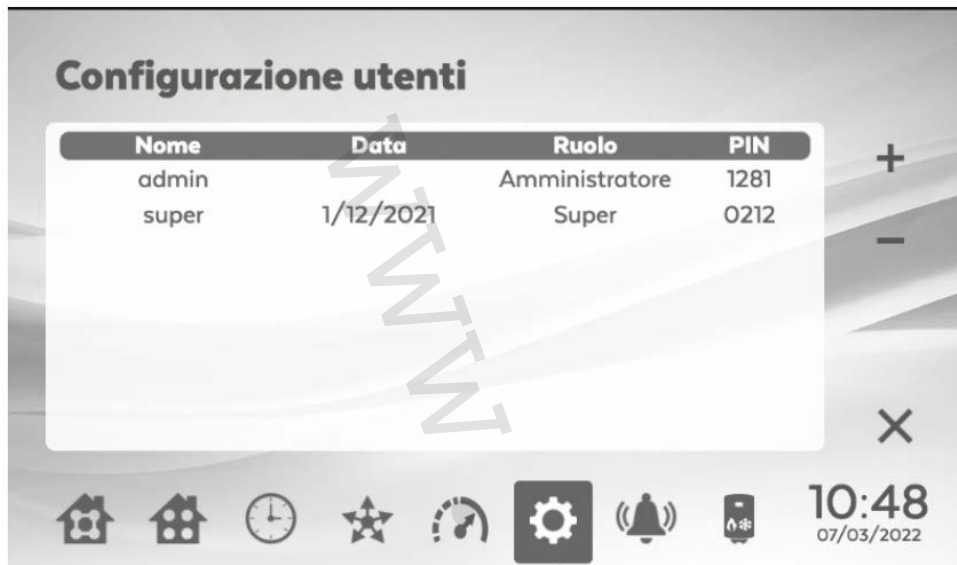 Configurazione utenti
Nome Data Ruolo PIN
admin Amministratore 1281
super 1/12/2021 Super 0212
www
10:48
07/03/2022